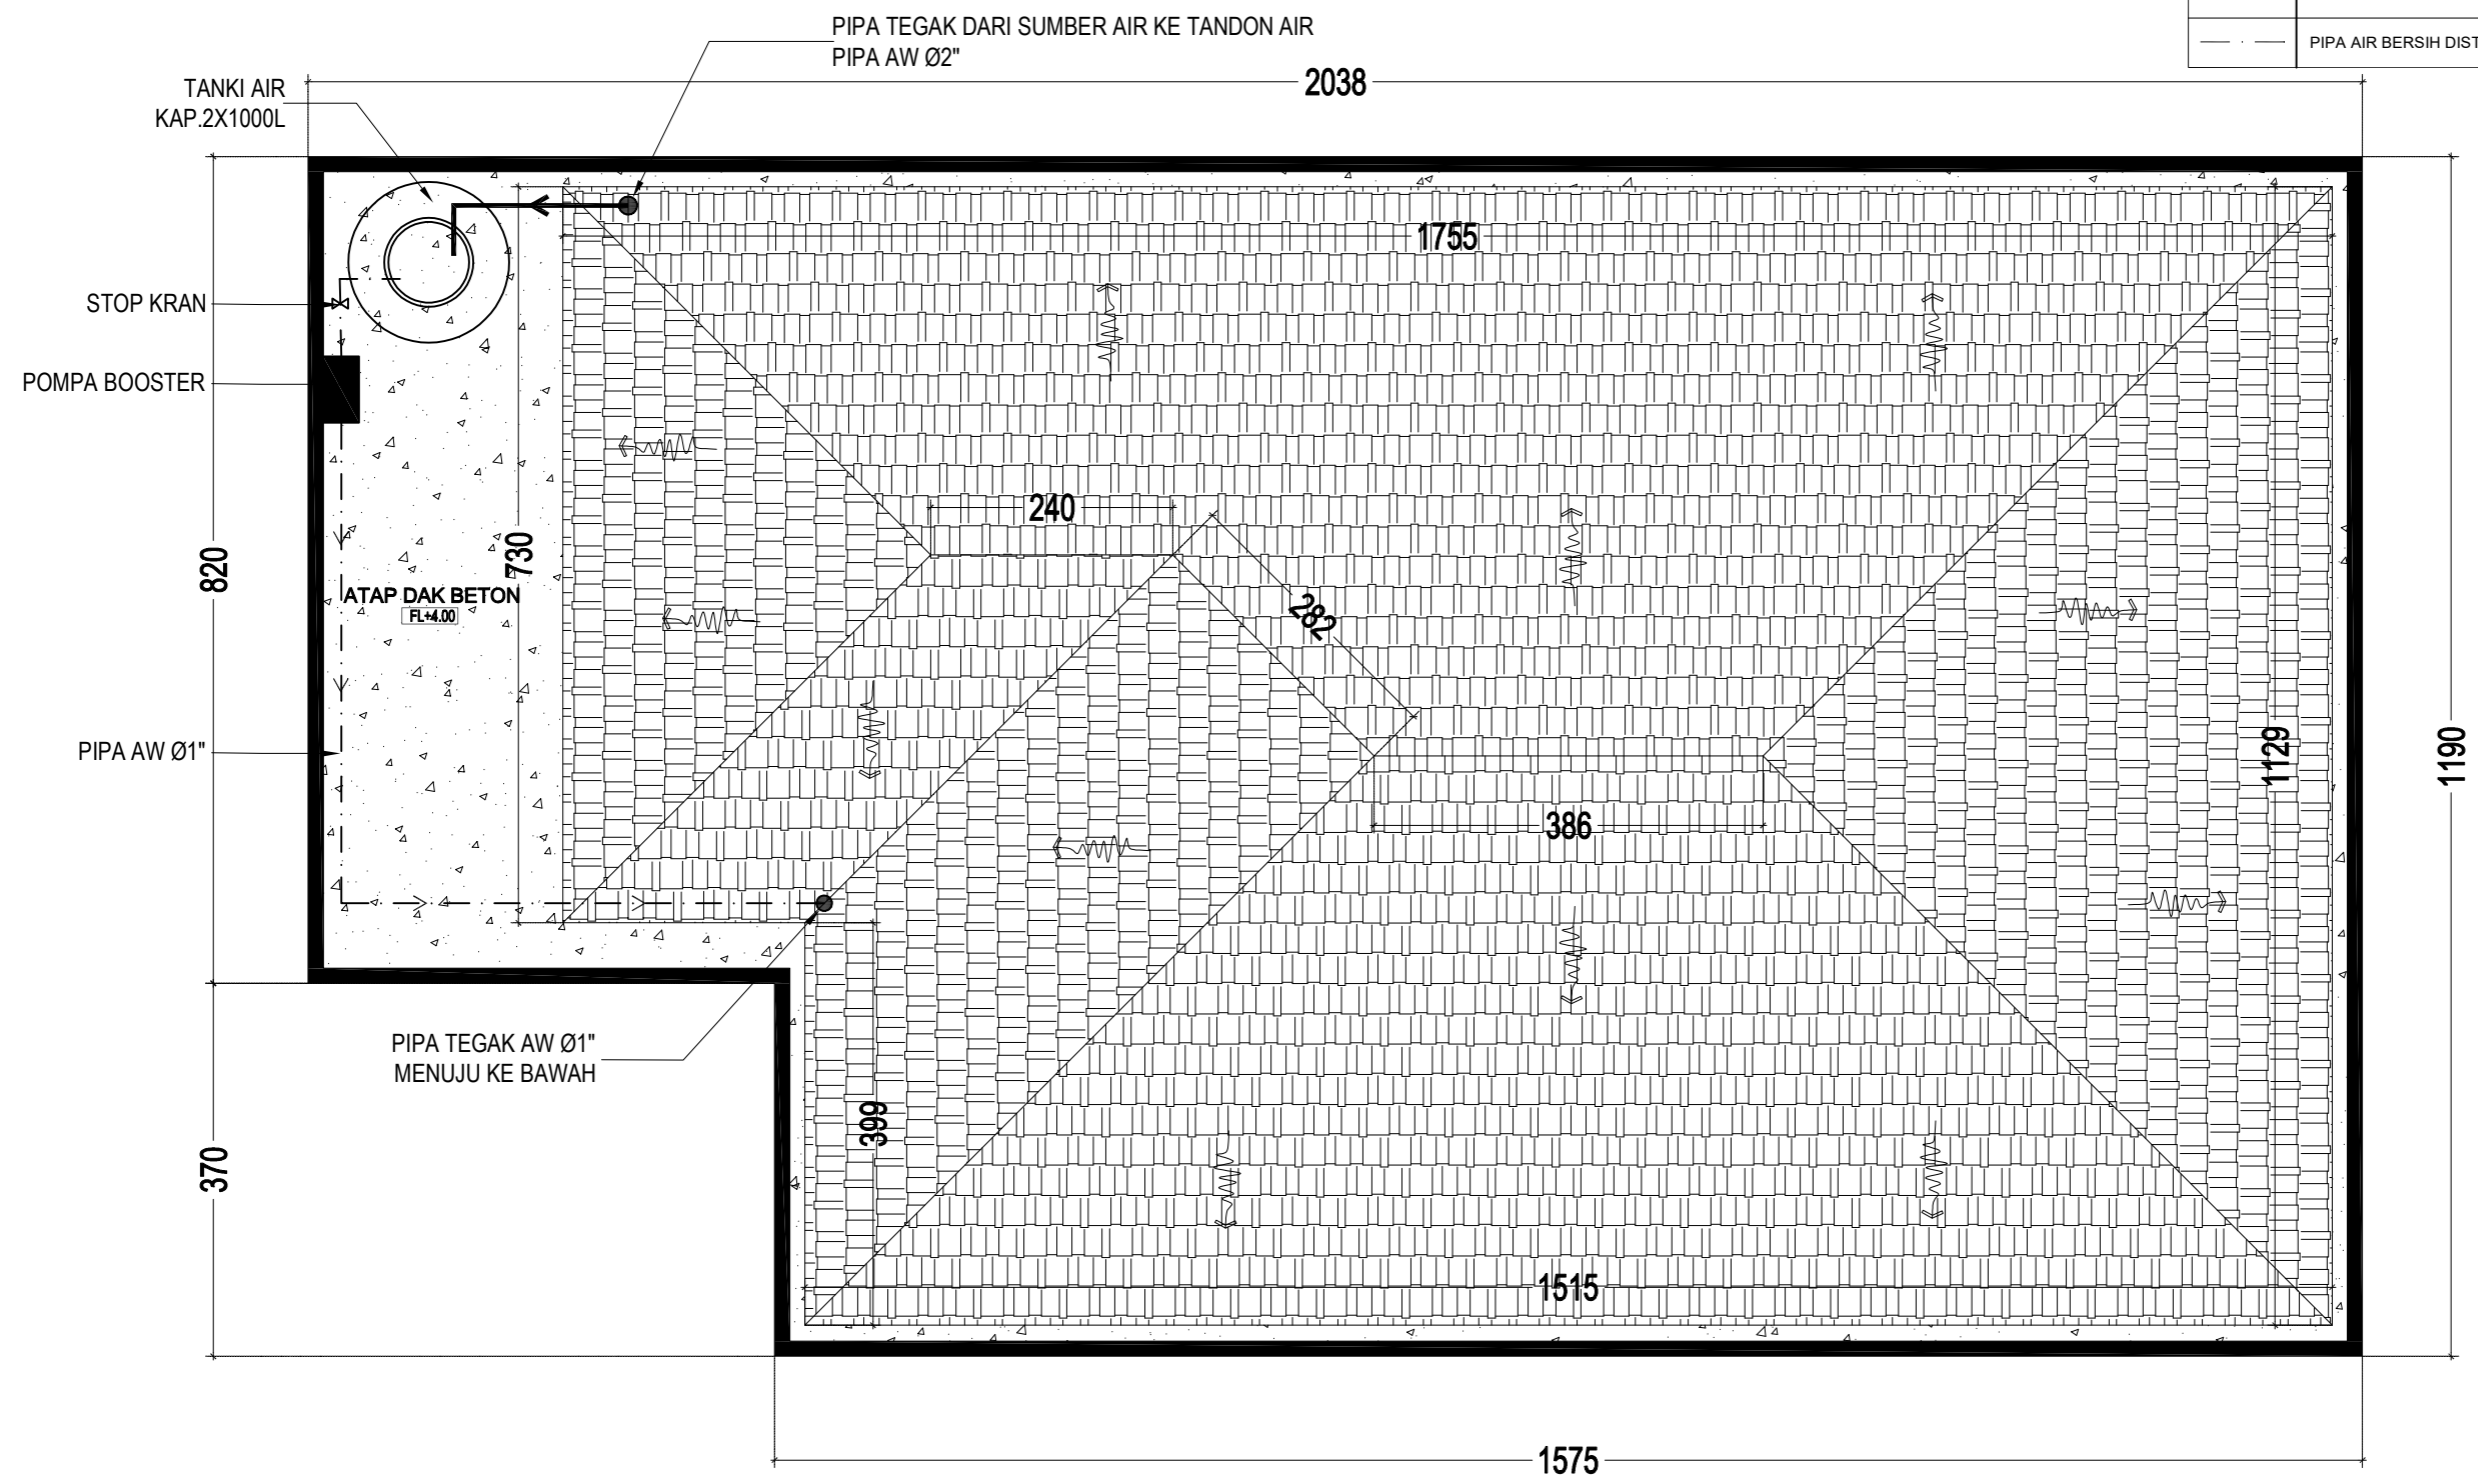 PIPA TEGAK DARI SUMBER AIR KE TANDON AIR
PIPA AW Ø2"
PIPA AIR BERSIH DIST
2038
TANKI AIR
KAP.2X1000L
1755
STOP KRAN
POMPA BOOSTER
240
820
730
ATAP DAK BETON
FL+4.00
282
PIPA AW Ø1"
1129
1190
386
PIPA TEGAK AW Ø1"
MENUJU KE BAWAH
399
370
1515
1575